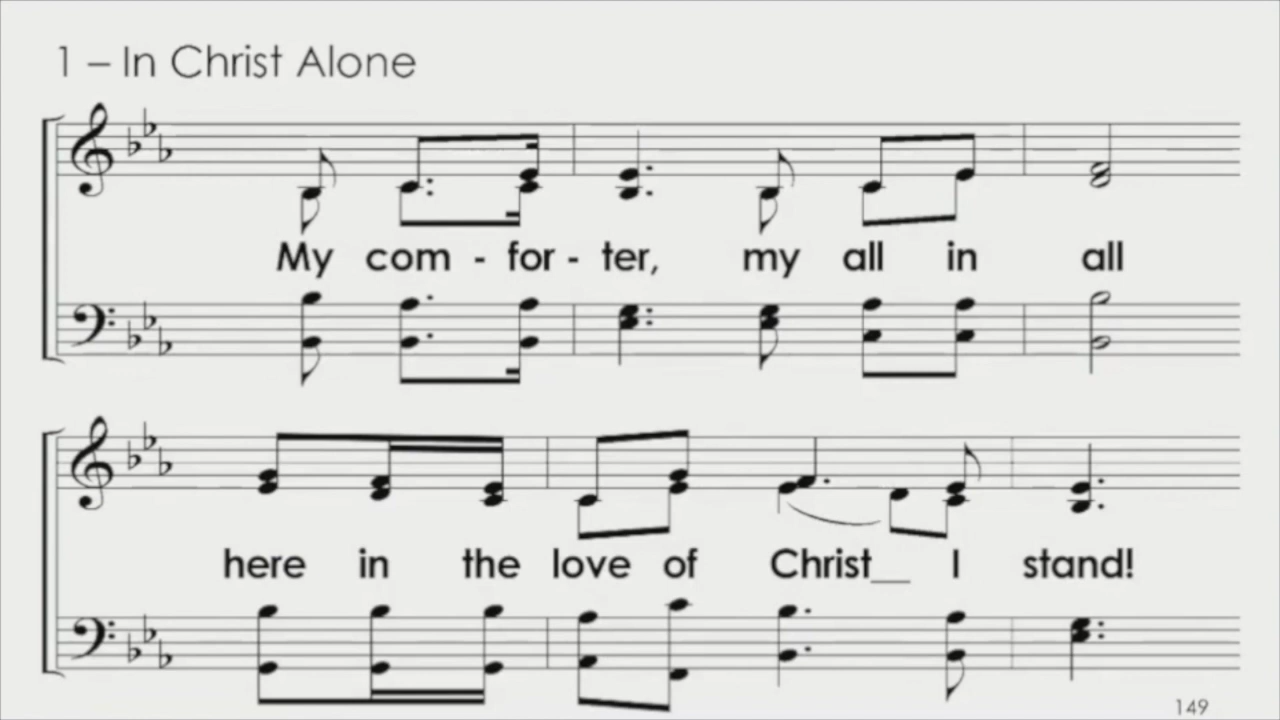 1 – In Christ Alone
My com - for - ter, my all in all
here in the love of Christ__ I stand!
149